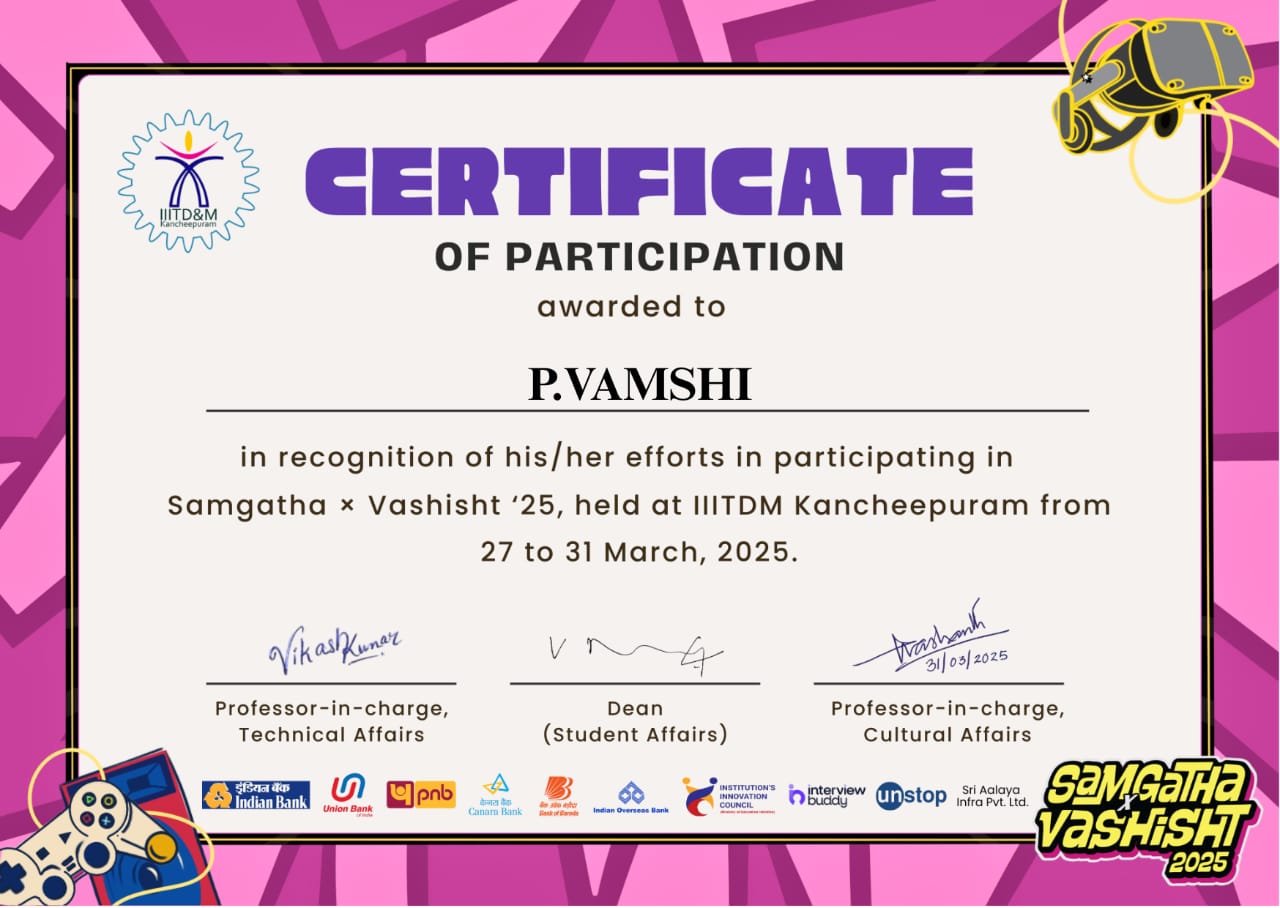 IIITD&M
Kancheepuram
CERTIFICATE
OF PARTICIPATION
awarded to
P.VAMSHI
in recognition of his/her efforts in participating in
Samgatha × Vashisht ‘25, held at IIITDM Kancheepuram from
27 to 31 March, 2025.
Vikash Kumar
Prashanth
31/03/2025
Professor-in-charge,
Technical Affairs
Dean
(Student Affairs)
Professor-in-charge,
Cultural Affairs
इंडियन बैंक
Indian Bank
Union Bank
of India
pnb
केनरा बैंक
Canara Bank
बैंक ऑफ़ बड़ौदा
Bank of Baroda
Indian Overseas Bank
INSTITUTION'S
INNOVATION
COUNCIL
interview
buddy
unstop
Sri Aalaya
Infra Pvt. Ltd.
SAMGATHA
X
VASHISHT
2025